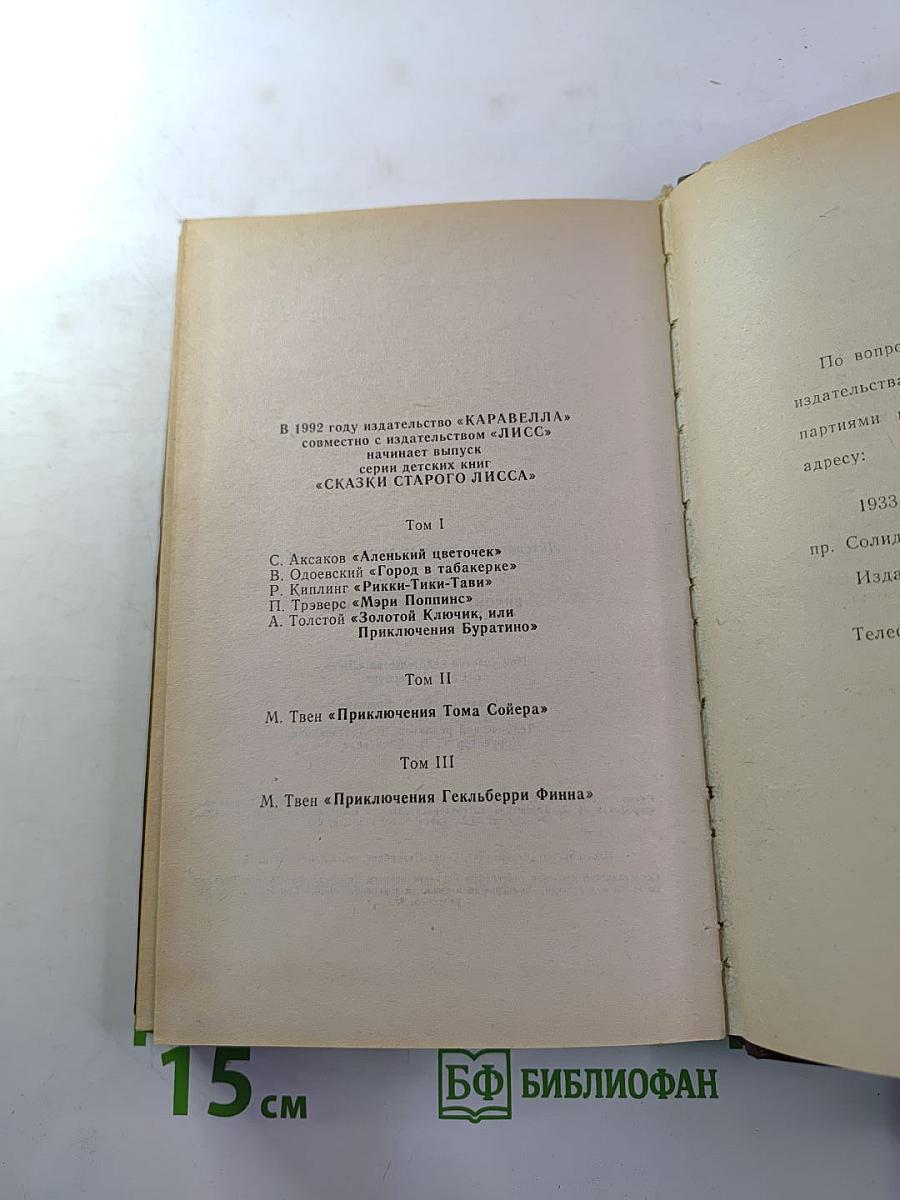 В 1992 году издательство «КАРАВЕЛЛА»
совместно с издательством «ЛИСС»
начинает выпуск
серии детских книг
«СКАЗКИ СТАРОГО ЛИССА»
Том I
С. Аксаков «Аленький цветочек»
В. Одоевский «Город в табакерке»
Р. Киплинг «Рикки-Тики-Тави»
П. Трэверс «Мэри Поппинс»
А. Толстой «Золотой Ключик, или
Приключения Буратино»
Том II
М. Твен «Приключения Тома Сойера»
Том III
М. Твен «Приключения Гекльберри Финна»
По вопро
издательства
партиями
адресу:
1933
пр. Солид
Изда
Телеф
15 см
БФ БИБЛИОФАН